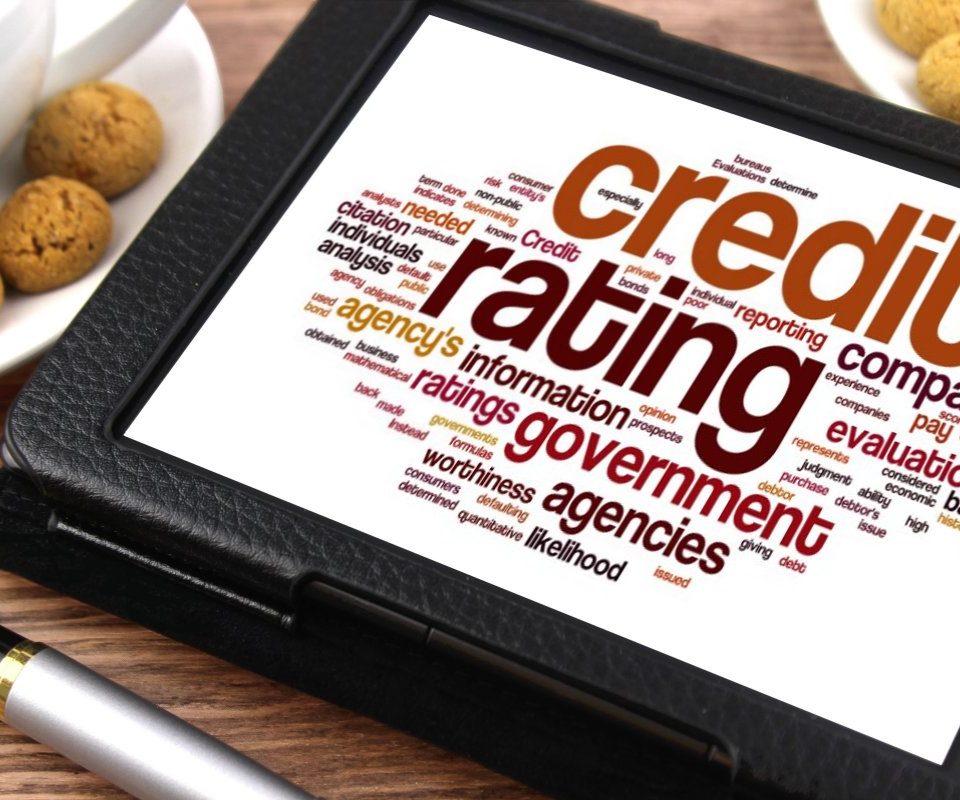 bureaus
Evaluations determine
credit
consumer
especially
risk entity's
term done non-public
indicates determining
analysts needed known Credit long
citation particular
individuals
analysis default use
public
private
bonds
individual
poor
reporting
rating
agency obligations
used
bond
agency's
information
opinion
prospects
obtained business
mathematical
ratings
government
back
made
Instead
governments
formulas
worthiness
consumers
determined
defaulting
quantitative
agencies
likelihood
issued
giving debt
experience
companies
pay
represents
judgment ability
purchase debtor's
debtor
issue
considered
economic
high